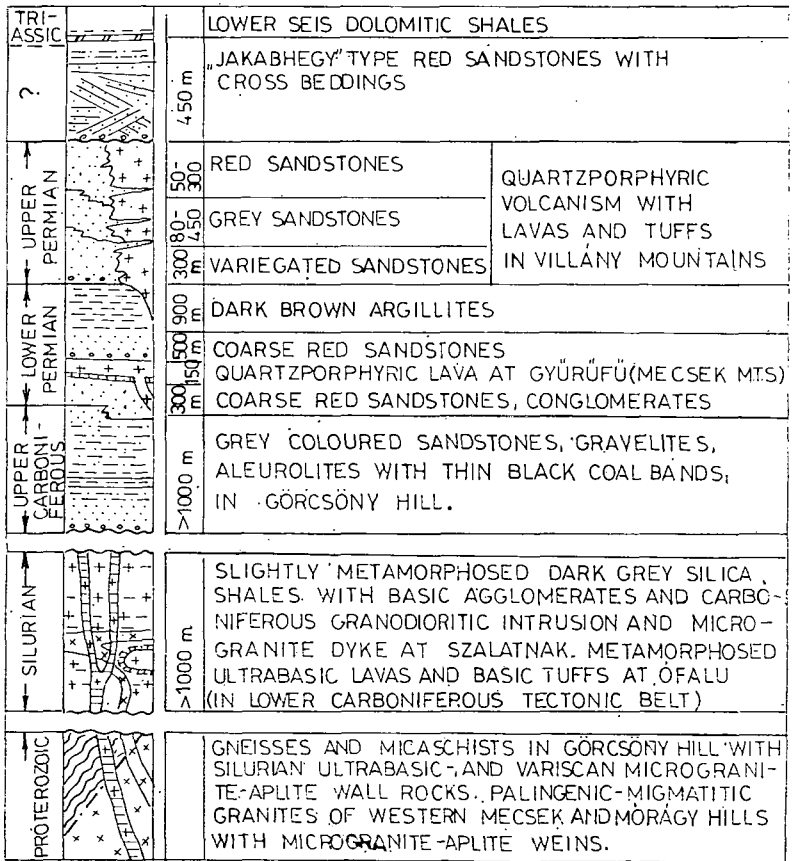 TRI-
ASSIC
LOWER SEIS DOLOMITIC SHALES
?
450 m
„JAKABHEGY" TYPE RED SANDSTONES WITH
CROSS BEDDINGS
UPPER
PERMIAN
50-
300
RED SANDSTONES
80-
450
GREY SANDSTONES
300
m
VARIEGATED SANDSTONES
QUARTZPORPHYRIC
VOLCANISM WITH
LAVAS AND TUFFS
IN VILLÁNY MOUNTAINS
LOWER
PERMIAN
900
m
DARK BROWN ARGILLITES
150
500
m
COARSE RED SANDSTONES
QUARTZPORPHYRIC LAVA AT GYŰRŰFŰ (MECSEK MTS)
300
m
COARSE RED SANDSTONES, CONGLOMERATES
UPPER
CARBONI-
FEROUS
>1000 m
GREY COLOURED SANDSTONES, GRAVELITES,
ALEUROLITES WITH THIN BLACK COAL BANDS,
IN GÖRCSÖNY HILL.
SILURIAN
>1000 m
SLIGHTLY METAMORPHOSED DARK GREY SILICA
SHALES. WITH BASIC AGGLOMERATES AND CARBO-
NIFEROUS GRANODIORITIC INTRUSION AND MICRO-
GRANITE DYKE AT SZALATNAK. METAMORPHOSED
ULTRABASIC LAVAS AND BASIC TUFFS AT ÓFALU
(IN LOWER CARBONIFEROUS TECTONIC BELT)
PROTEROZOIC
GNEISSES AND MICASCHISTS IN GÖRCSÖNY HILL WITH
SILURIAN ULTRABASIC-, AND VARISCAN MICROGRANI-
TE-APLITE WALL ROCKS. PALINGENIC-MIGMATITIC
GRANITES OF WESTERN MECSEK AND MÓRÁGY HILLS
WITH MICROGRANITE-APLITE WEINS.